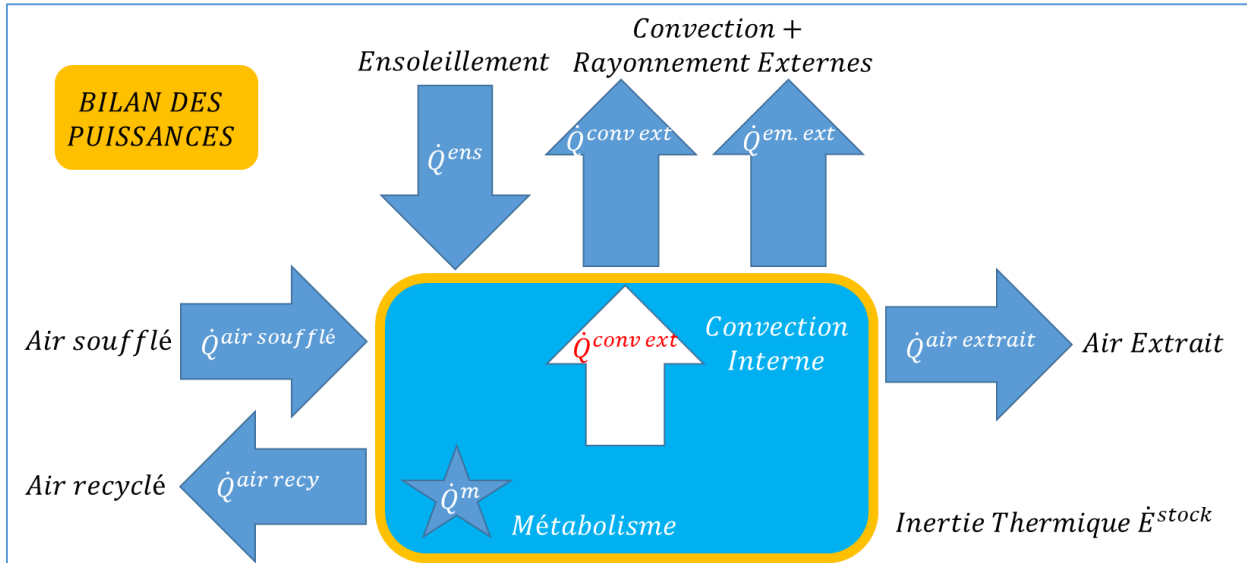 BILAN DES
PUISSANCES
Ensoleillement
Convection +
Rayonnement Externes
Q̇^ens
Q̇^conv ext
Q̇^em. ext
Air soufflé
Q̇^air soufflé
Q̇^conv ext
Convection
Interne
Q̇^air extrait
Air Extrait
Air recyclé
Q̇^air recy
Q̇^m
Métabolisme
Inertie Thermique Ė^stock